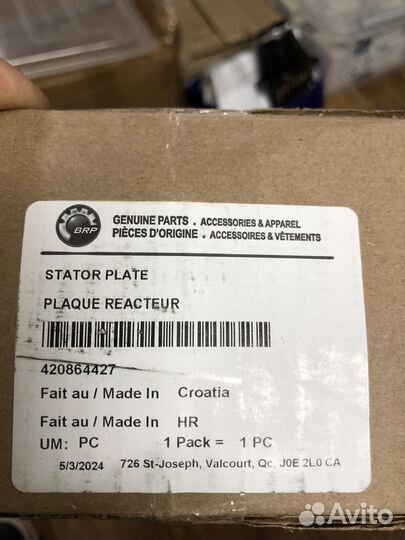 BRP
GENUINE PARTS . ACCESSORIES & APPAREL
PIÈCES D'ORIGINE . ACCESSOIRES & VÊTEMENTS
STATOR PLATE
PLAQUE REACTEUR
420864427
Fait au / Made In Croatia
Fait au / Made In HR
UM: PC 1 Pack = 1 PC
5/3/2024 726 St-Joseph, Valcourt, Qc, J0E 2L0 CA
Avito